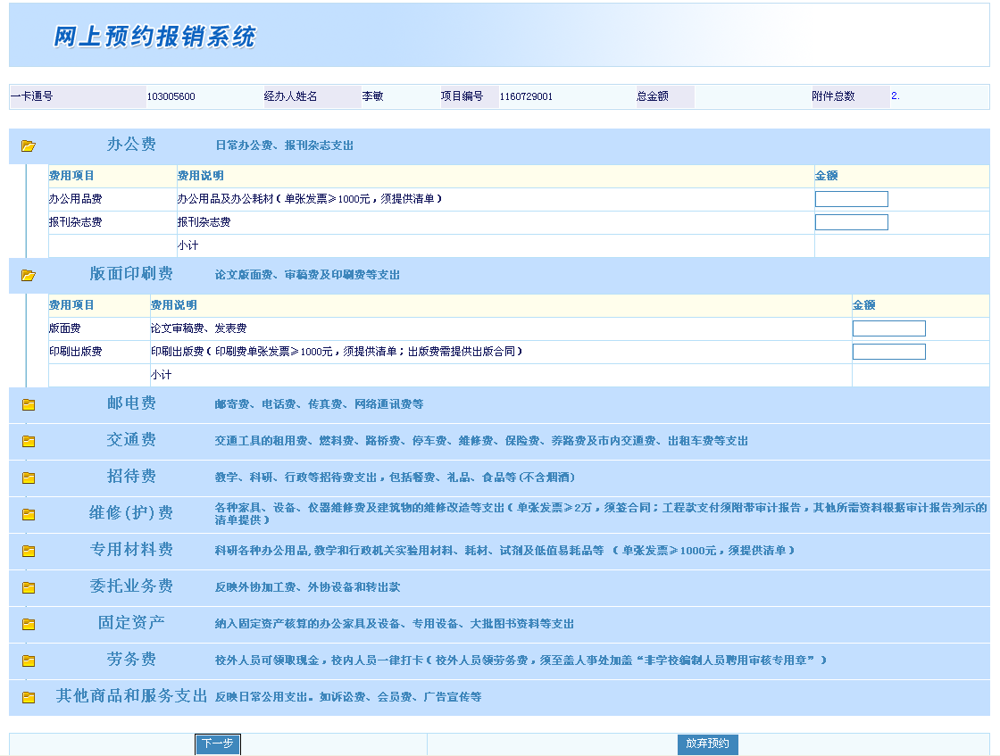 网上预约报销系统
一卡通号 103005600 经办人姓名 李敏 项目编号 1160729001 总金额 附件总数 2.
办公费 日常办公费、报刊杂志支出
费用项目 费用说明 金额
办公用品费 办公用品及办公耗材(单张发票≥1000元，须提供清单)
报刊杂志费 报刊杂志费
小计
版面印刷费 论文版面费、审稿费及印刷费等支出
费用项目 费用说明 金额
版面费 论文审稿费、发表费
印刷出版费 印刷出版费(印刷费单张发票≥1000元，须提供清单；出版费需提供出版合同)
小计
邮电费 邮寄费、电话费、传真费、网络通讯费等
交通费 交通工具的租用费、燃料费、路桥费、停车费、维修费、保险费、养路费及市内交通费、出租车费等支出
招待费 教学、科研、行政等招待费支出，包括餐费、礼品、食品等(不含烟酒)
维修(护)费 各种家具、设备、仪器维修费及建筑物的维修改造等支出(单张发票≥2万，须签合同；工程款支付须附带审计报告，其他所需资料根据审计报告列示的
清单提供)
专用材料费 科研各种办公用品,教学和行政机关实验用材料、耗材、试剂及低值易耗品等 (单张发票≥1000元，须提供清单)
委托业务费 反映外协加工费、外协设备和转出款
固定资产 纳入固定资产核算的办公家具及设备、专用设备、大批图书资料等支出
劳务费 校外人员可领取现金，校内人员一律打卡(校外人员领劳务费，须至盖人事处加盖“非学校编制人员聘用审核专用章”)
其他商品和服务支出 反映日常公用支出。如诉讼费、会员费、广告宣传等
下一步 放弃预约